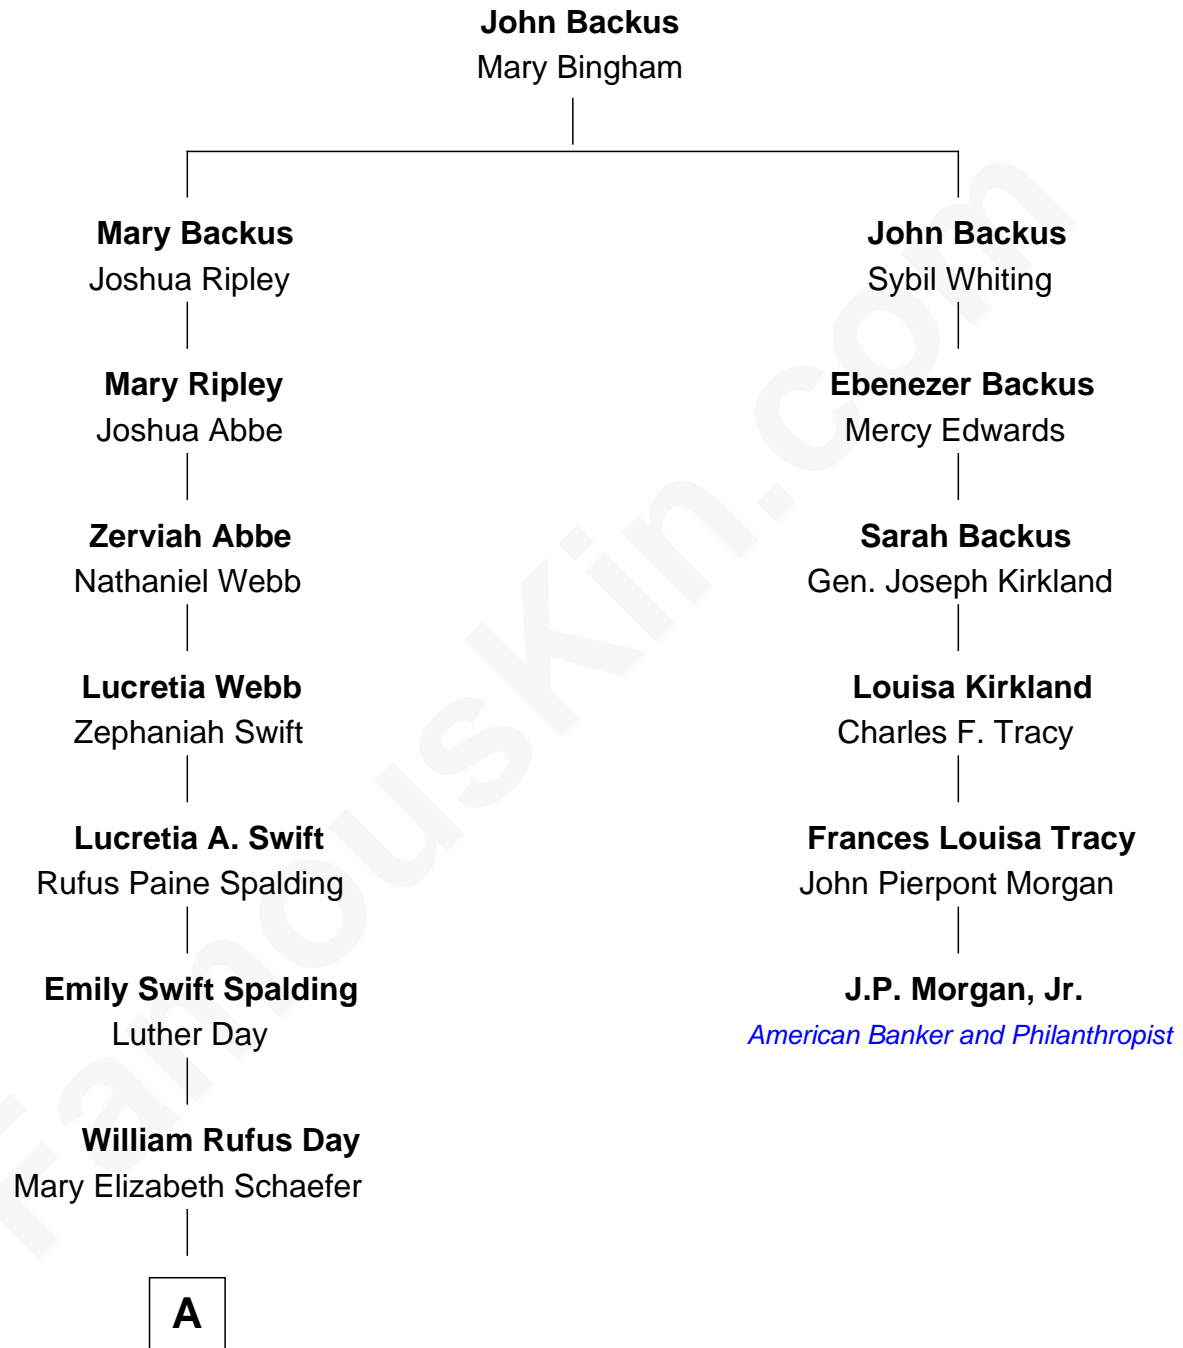 John Backus
Mary Bingham
Mary Backus
Joshua Ripley
John Backus
Sybil Whiting
Mary Ripley
Joshua Abbe
Ebenezer Backus
Mercy Edwards
Zerviah Abbe
Nathaniel Webb
Sarah Backus
Gen. Joseph Kirkland
Lucretia Webb
Zephaniah Swift
Louisa Kirkland
Charles F. Tracy
Lucretia A. Swift
Rufus Paine Spalding
Frances Louisa Tracy
John Pierpont Morgan
Emily Swift Spalding
Luther Day
J.P. Morgan, Jr.
American Banker and Philanthropist
William Rufus Day
Mary Elizabeth Schaefer
A
FamousKin.com